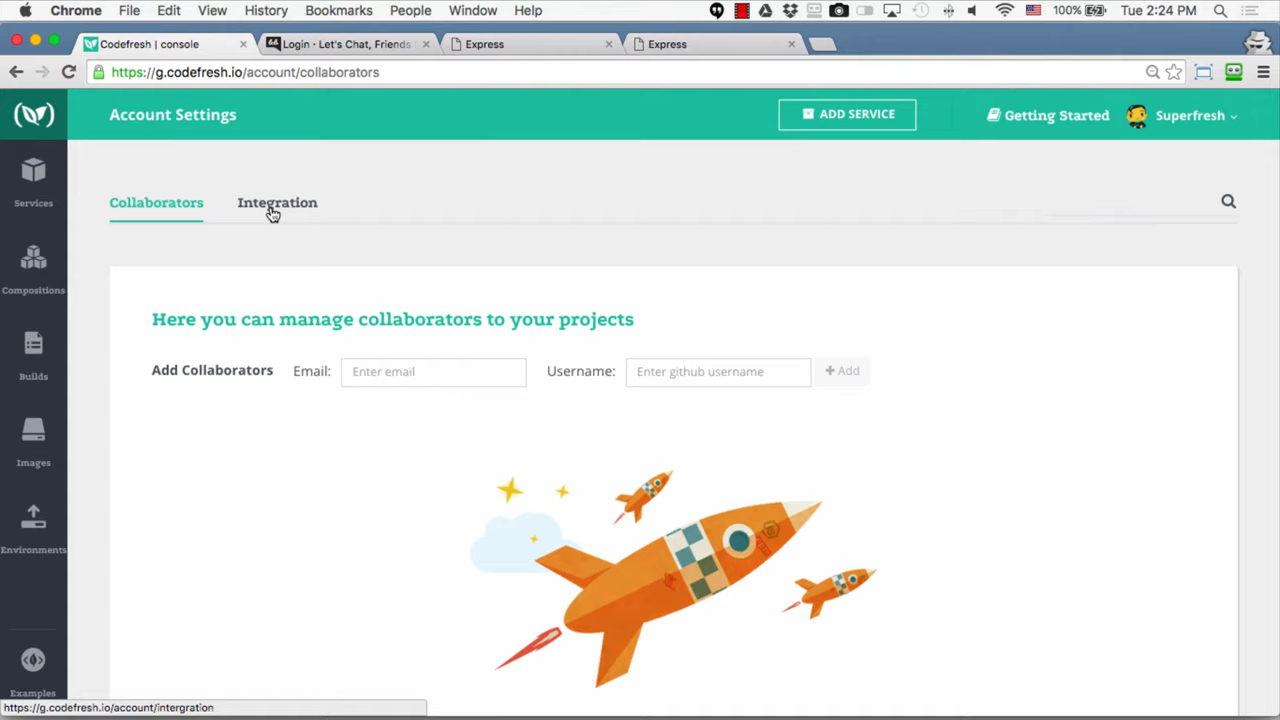 Chrome File Edit View History Bookmarks People Window Help 100% Tue 2:24 PM
Codefresh | console Login · Let's Chat, Friends Express Express
https://g.codefresh.io/account/collaborators
Account Settings ADD SERVICE Getting Started Superfresh
Services
Compositions
Builds
Images
Environments
Examples
Collaborators Integration
Here you can manage collaborators to your projects
Add Collaborators Email: Enter email Username: Enter github username + Add
https://g.codefresh.io/account/intergration